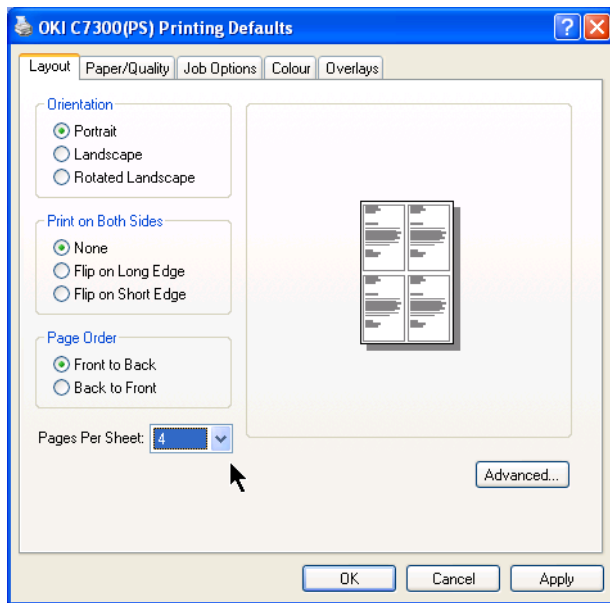 OKI C7300(PS) Printing Defaults
Layout Paper/Quality Job Options Colour Overlays
Orientation
Portrait
Landscape
Rotated Landscape
Print on Both Sides
None
Flip on Long Edge
Flip on Short Edge
Page Order
Front to Back
Back to Front
Pages Per Sheet: 4
Advanced...
OK Cancel Apply